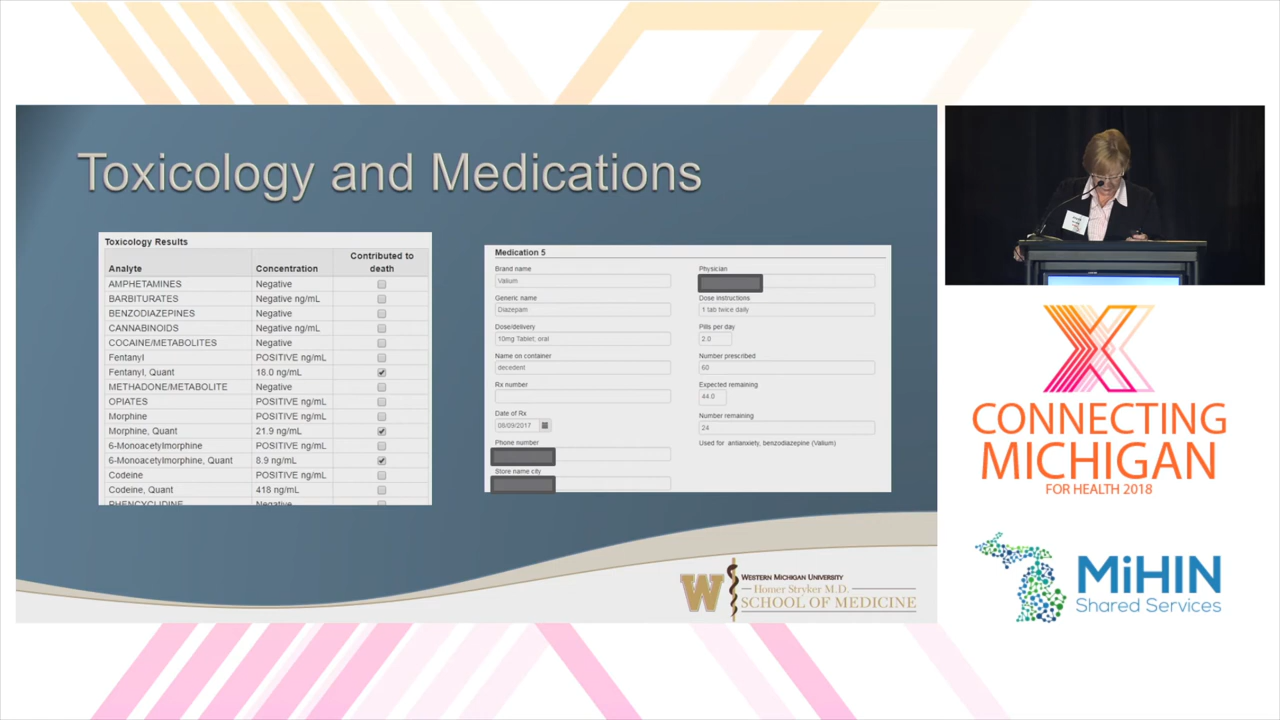 Toxicology and Medications
Toxicology Results
Analyte Concentration Contributed to death
AMPHETAMINES Negative
BARBITURATES Negative ng/mL
BENZODIAZEPINES Negative
CANNABINOIDS Negative ng/mL
COCAINE/METABOLITES Negative
Fentanyl POSITIVE ng/mL
Fentanyl, Quant 18.0 ng/mL
METHADONE/METABOLITE Negative
OPIATES POSITIVE ng/mL
Morphine POSITIVE ng/mL
Morphine, Quant 21.9 ng/mL
6-Monoacetylmorphine POSITIVE ng/mL
6-Monoacetylmorphine, Quant 8.9 ng/mL
Codeine POSITIVE ng/mL
Codeine, Quant 418 ng/mL
PHENCYCLIDINE Negative
Medication 5
Brand name
Valium
Generic name
Diazepam
Dose/delivery
10mg Tablet, oral
Name on container
decedent
Rx number
Date of Rx
08/09/2017
Phone number
Store name city
Physician
Dose instructions
1 tab twice daily
Pills per day
2.0
Number prescribed
60
Expected remaining
44.0
Number remaining
24
Used for antianxiety, benzodiazepine (Valium)
W
WESTERN MICHIGAN UNIVERSITY
Homer Stryker M.D.
SCHOOL OF MEDICINE
X
CONNECTING
MICHIGAN
FOR HEALTH 2018
MiHIN
Shared Services